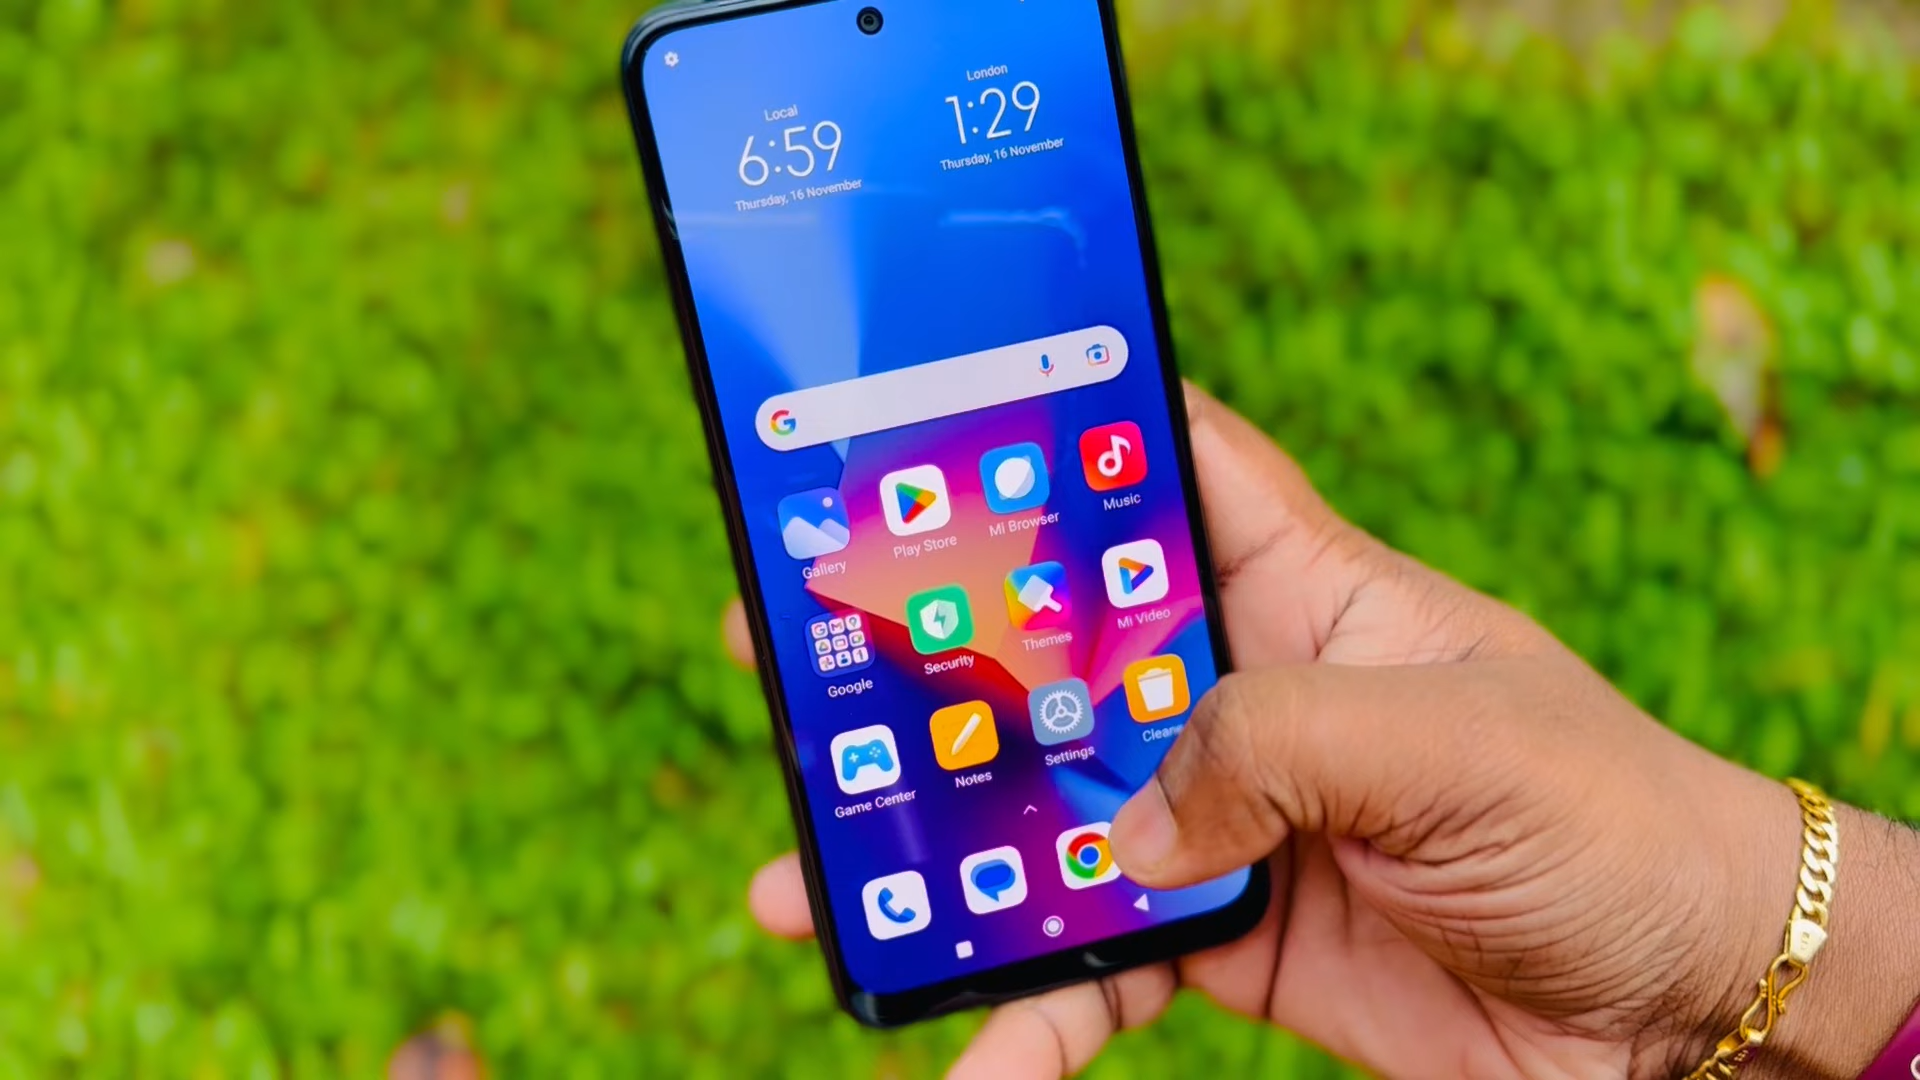 Local
6:59
Thursday, 16 November
London
1:29
Thursday, 16 November
Gallery
Play Store
Mi Browser
Music
Google
Security
Themes
Mi Video
Game Center
Notes
Settings